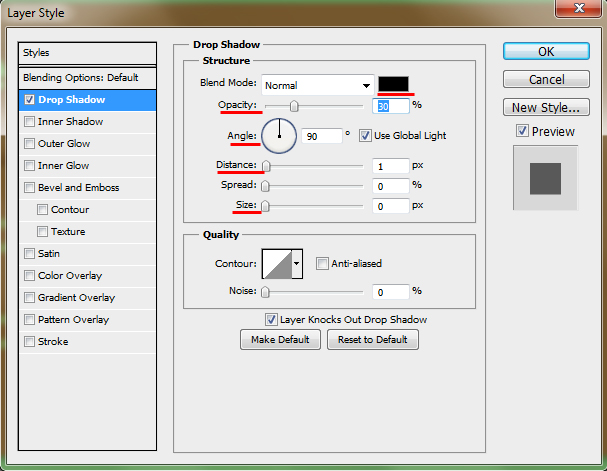 Layer Style
Styles
Blending Options: Default
Drop Shadow
Inner Shadow
Outer Glow
Inner Glow
Bevel and Emboss
Contour
Texture
Satin
Color Overlay
Gradient Overlay
Pattern Overlay
Stroke
Drop Shadow
Structure
Blend Mode: Normal
Opacity: 30 %
Angle: 90 ° Use Global Light
Distance: 1 px
Spread: 0 %
Size: 0 px
Quality
Contour: Anti-aliased
Noise: 0 %
Layer Knocks Out Drop Shadow
Make Default Reset to Default
OK
Cancel
New Style...
Preview